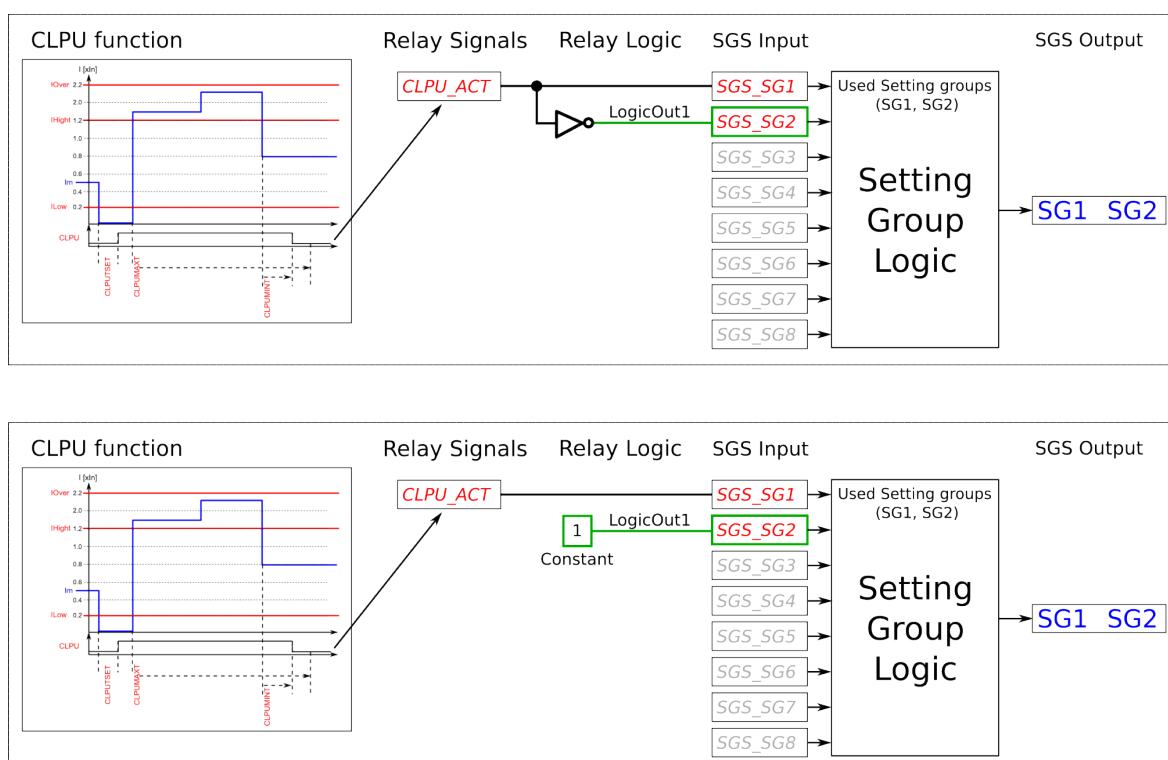 CLPU function
Relay Signals
Relay Logic
SGS Input
SGS Output
I [xIn]
IOver 2.2
2.0
IHight 1.2
1.0
0.8
0.6
Im
0.4
ILow 0.2
CLPU
CLPUTSET
CLPUMAXT
CLPUMINT
CLPU_ACT
LogicOut1
SGS_SG1
SGS_SG2
SGS_SG3
SGS_SG4
SGS_SG5
SGS_SG6
SGS_SG7
SGS_SG8
Used Setting groups
(SG1, SG2)
Setting
Group
Logic
SG1 SG2
CLPU function
Relay Signals
Relay Logic
SGS Input
SGS Output
I [xIn]
IOver 2.2
2.0
IHight 1.2
1.0
0.8
0.6
Im
0.4
ILow 0.2
CLPU
CLPUTSET
CLPUMAXT
CLPUMINT
CLPU_ACT
1
Constant
LogicOut1
SGS_SG1
SGS_SG2
SGS_SG3
SGS_SG4
SGS_SG5
SGS_SG6
SGS_SG7
SGS_SG8
Used Setting groups
(SG1, SG2)
Setting
Group
Logic
SG1 SG2